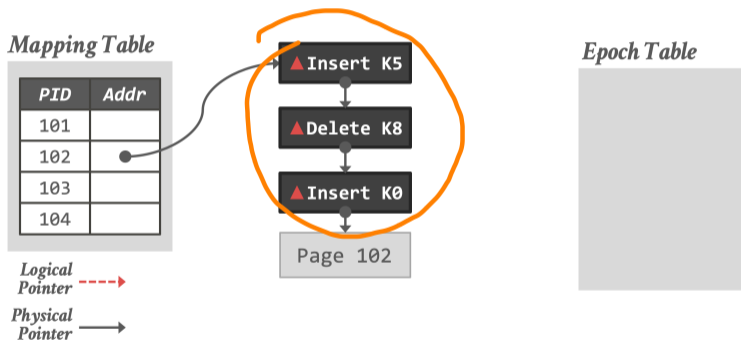 Mapping Table
PID Addr
101
102
103
104
Logical
Pointer
Physical
Pointer
Insert K5
Delete K8
Insert K0
Page 102
Epoch Table